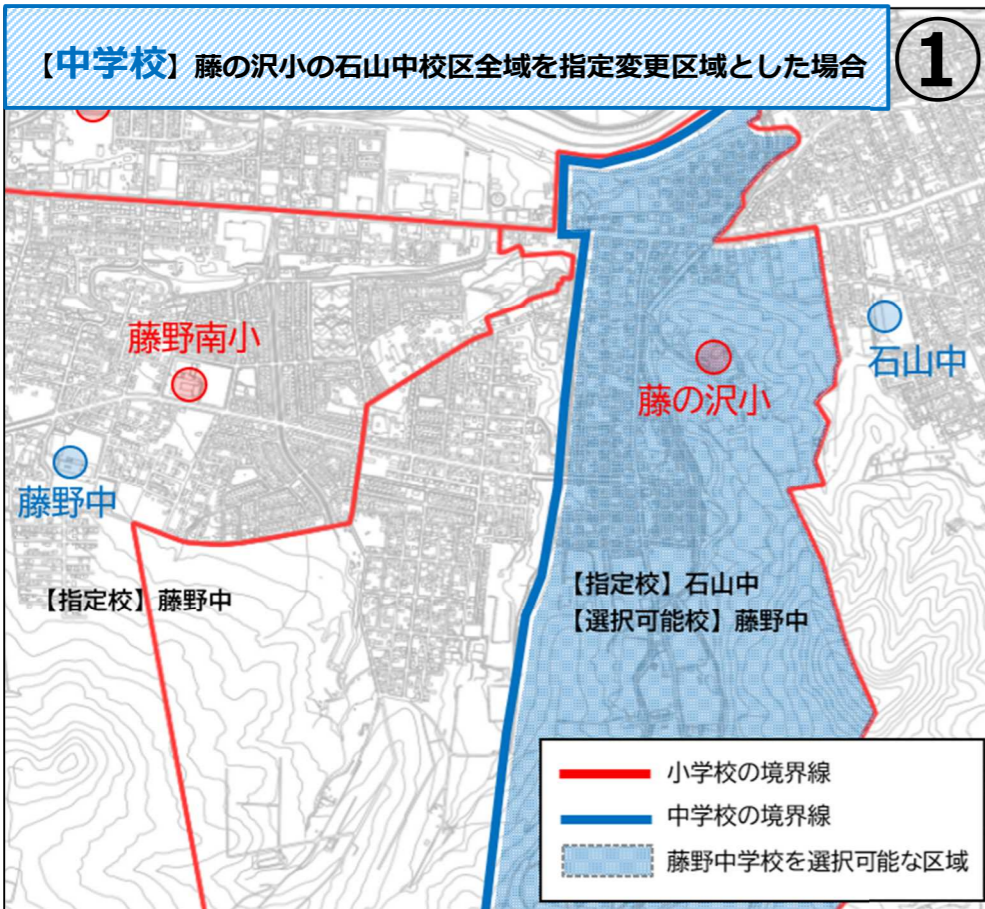 【中学校】藤の沢小の石山中校区全域を指定変更区域とした場合
①
藤野南小
石山中
藤の沢小
藤野中
【指定校】藤野中
【指定校】石山中
【選択可能校】藤野中
小学校の境界線
中学校の境界線
藤野中学校を選択可能な区域